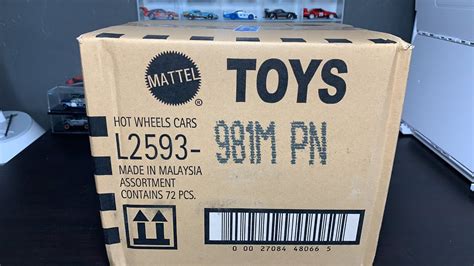 MATTEL
®
TOYS
HOT WHEELS CARS
L2593- 981M PN
MADE IN MALAYSIA
ASSORTMENT
CONTAINS 72 PCS.
0 00 27084 48066 5